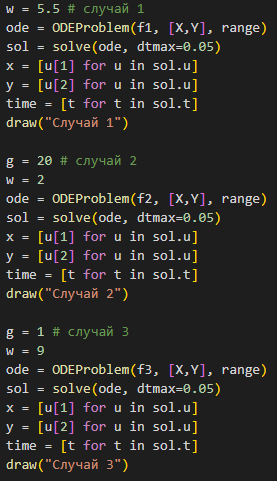 w = 5.5 # случай 1
ode = ODEProblem(f1, [X,Y], range)
sol = solve(ode, dtmax=0.05)
x = [u[1] for u in sol.u]
y = [u[2] for u in sol.u]
time = [t for t in sol.t]
draw("Случай 1")
g = 20 # случай 2
w = 2
ode = ODEProblem(f2, [X,Y], range)
sol = solve(ode, dtmax=0.05)
x = [u[1] for u in sol.u]
y = [u[2] for u in sol.u]
time = [t for t in sol.t]
draw("Случай 2")
g = 1 # случай 3
w = 9
ode = ODEProblem(f3, [X,Y], range)
sol = solve(ode, dtmax=0.05)
x = [u[1] for u in sol.u]
y = [u[2] for u in sol.u]
time = [t for t in sol.t]
draw("Случай 3")